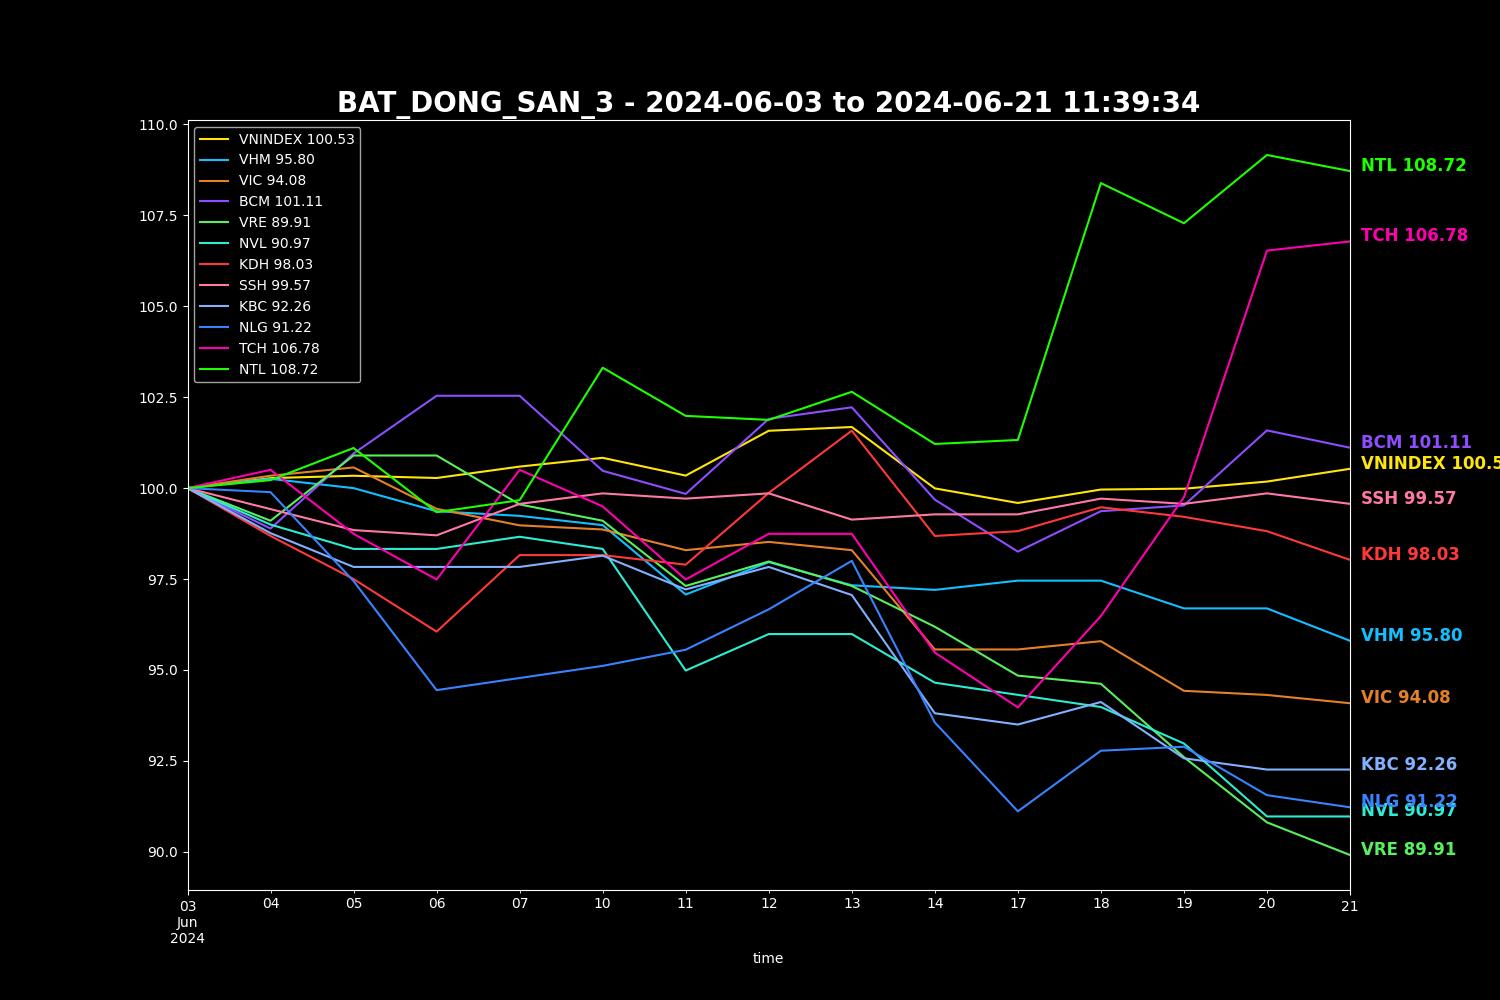 BAT_DONG_SAN_3 - 2024-06-03 to 2024-06-21 11:39:34
110.0
107.5
105.0
102.5
100.0
97.5
95.0
92.5
90.0
VNINDEX 100.53
VHM 95.80
VIC 94.08
BCM 101.11
VRE 89.91
NVL 90.97
KDH 98.03
SSH 99.57
KBC 92.26
NLG 91.22
TCH 106.78
NTL 108.72
NTL 108.72
TCH 106.78
BCM 101.11
VNINDEX 100.5
SSH 99.57
KDH 98.03
VHM 95.80
VIC 94.08
KBC 92.26
NLG 91.22
NVL 90.97
VRE 89.91
03 04 05 06 07 10 11 12 13 14 17 18 19 20 21
Jun
2024
time